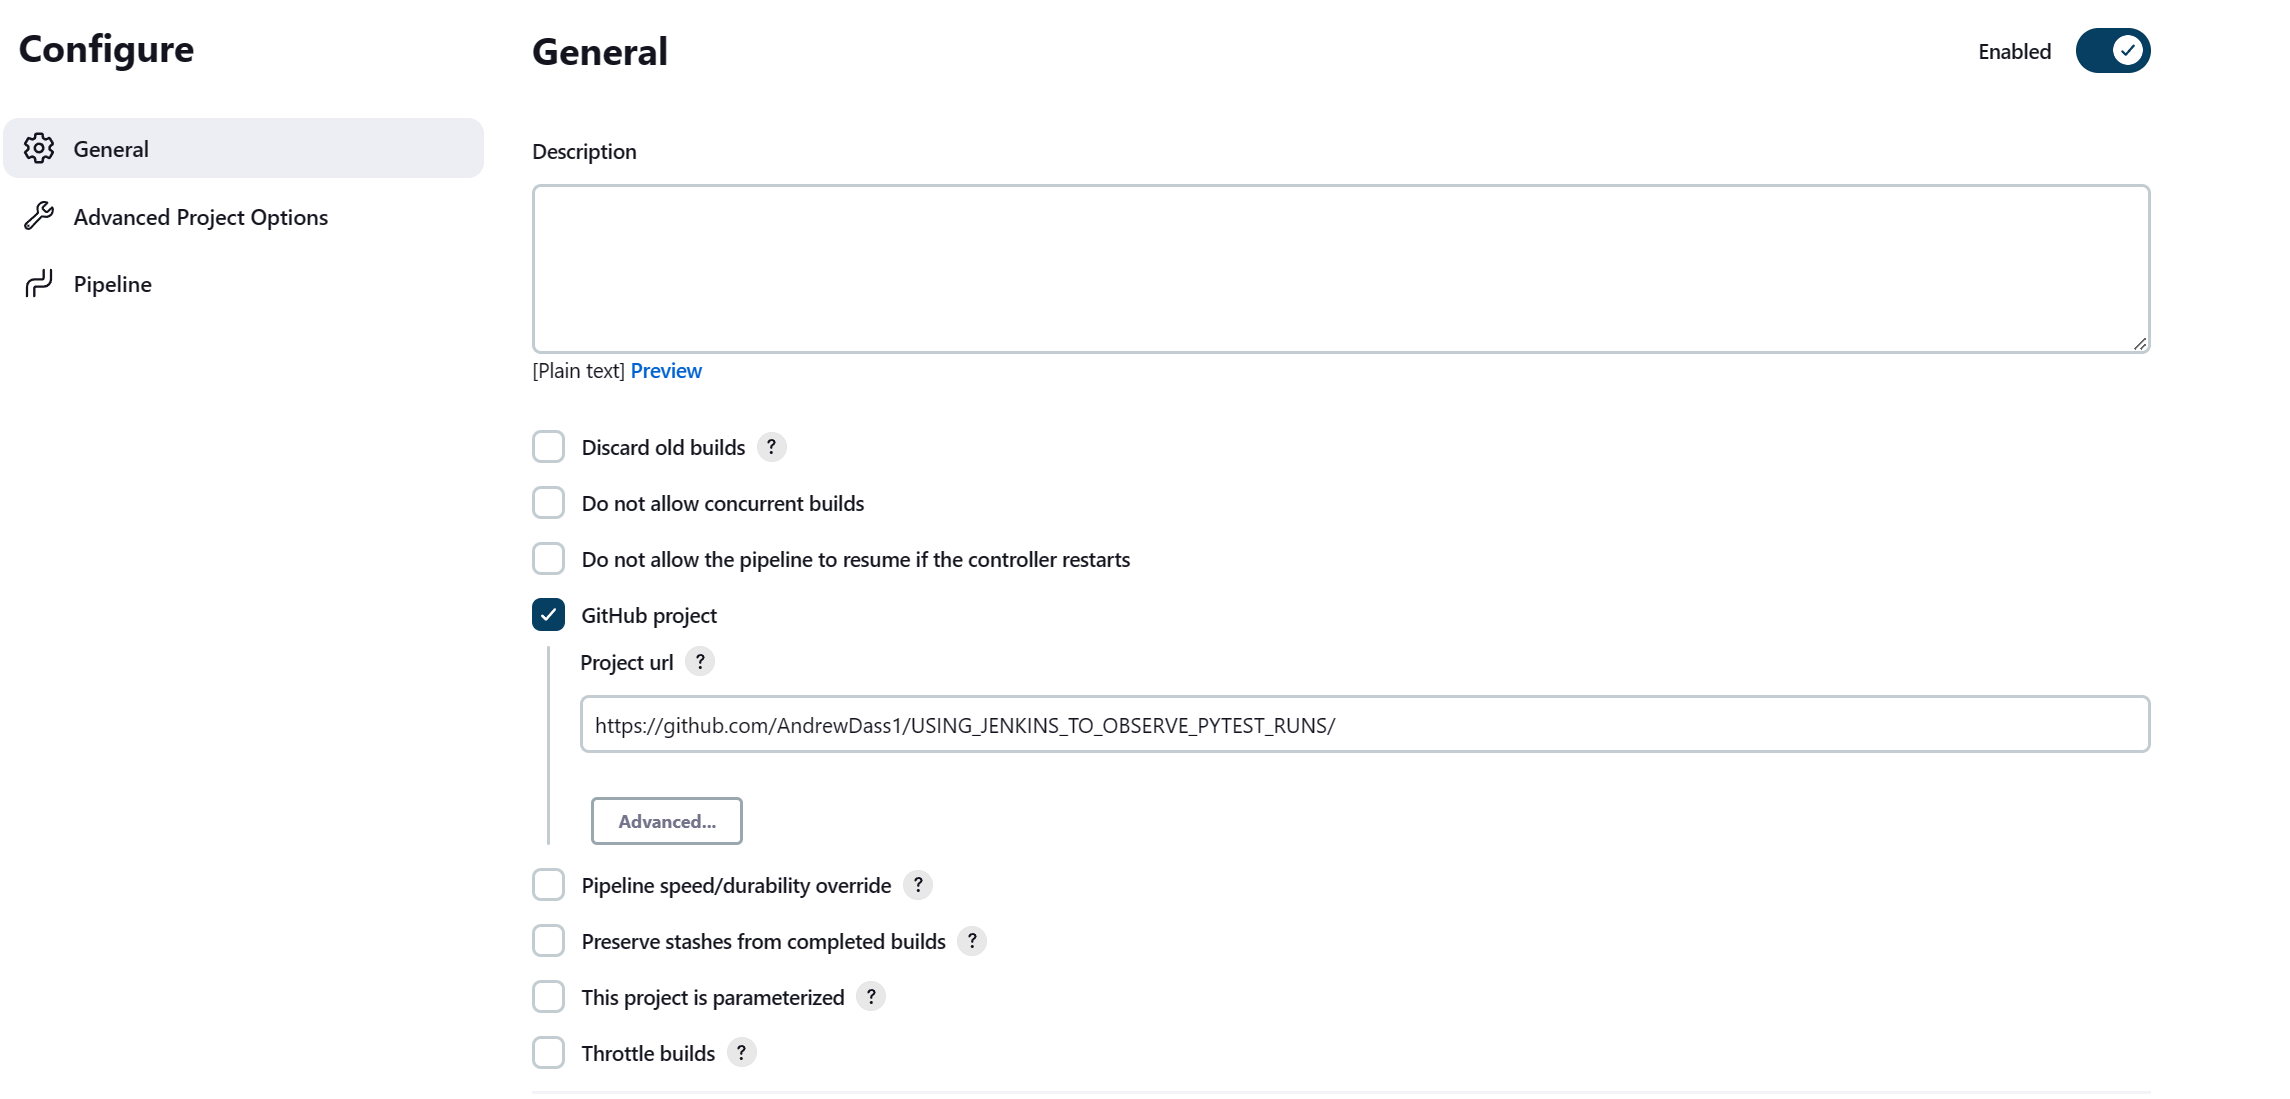 Configure
General
Advanced Project Options
Pipeline
General
Enabled
Description
[Plain text] Preview
Discard old builds ?
Do not allow concurrent builds
Do not allow the pipeline to resume if the controller restarts
GitHub project
Project url ?
https://github.com/AndrewDass1/USING_JENKINS_TO_OBSERVE_PYTEST_RUNS/
Advanced...
Pipeline speed/durability override ?
Preserve stashes from completed builds ?
This project is parameterized ?
Throttle builds ?